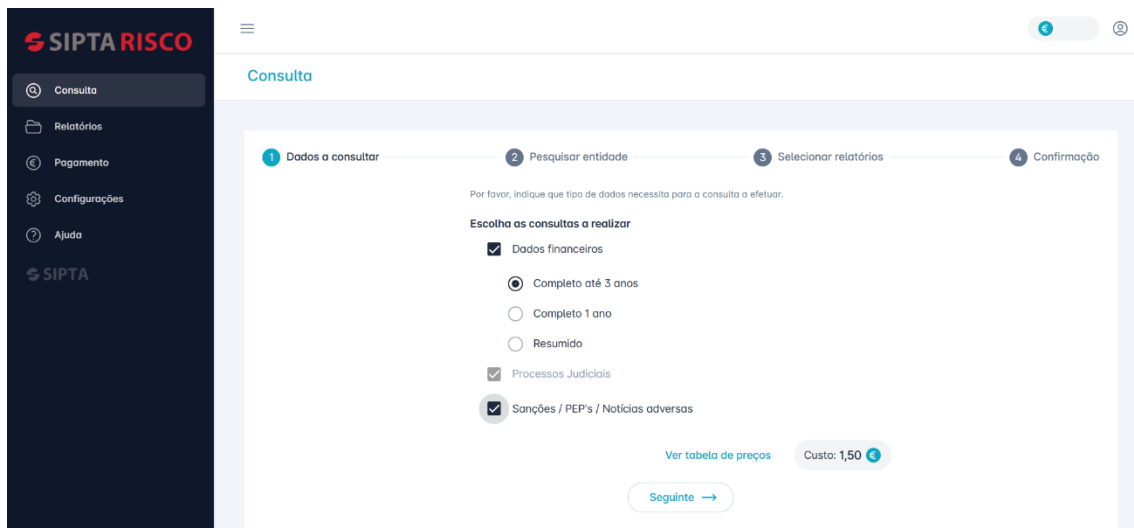 SIPTA RISCO
Consulta
Relatórios
Pagamento
Configurações
Ajuda
SIPTA
€
Consulta
1 Dados a consultar
2 Pesquisar entidade
3 Selecionar relatórios
4 Confirmação
Por favor, indique que tipo de dados necessita para a consulta a efetuar.
Escolha as consultas a realizar
Dados financeiros
Completo até 3 anos
Completo 1 ano
Resumido
Processos Judiciais
Sanções / PEP's / Notícias adversas
Ver tabela de preços
Custo: 1,50 €
Seguinte →